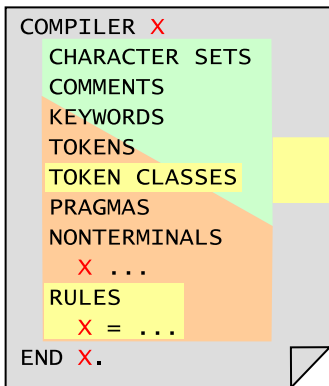 COMPILER X
CHARACTER SETS
COMMENTS
KEYWORDS
TOKENS
TOKEN CLASSES
PRAGMAS
NONTERMINALS
X ...
RULES
X = ...
END X.